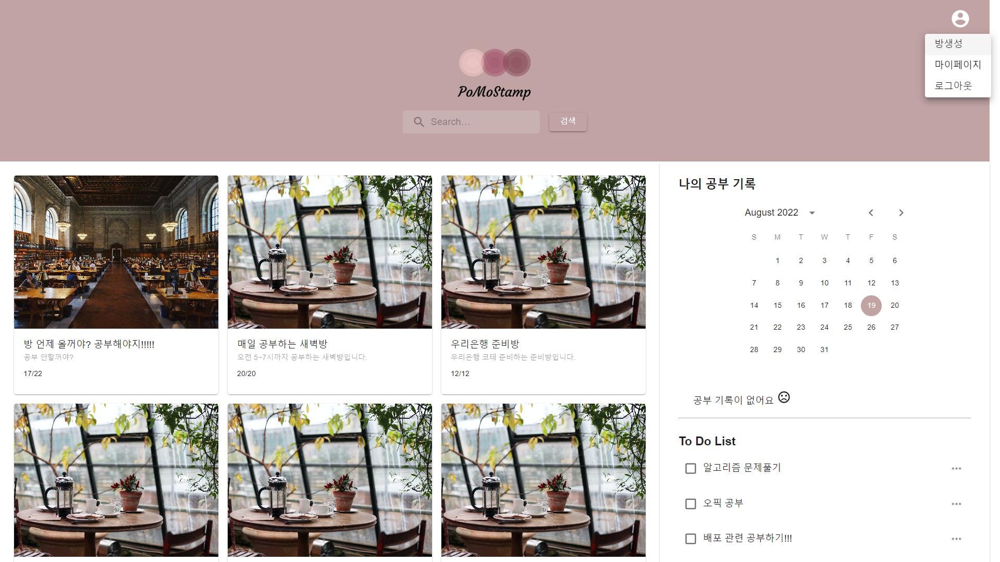 방생성
마이페이지
로그아웃
PoMoStamp
Search...
검색
방 언제 올꺼야? 공부해야지!!!!!
공부 안할꺼야?
17/22
매일 공부하는 새벽방
오전 5~7시까지 공부하는 새벽방입니다.
20/20
우리은행 준비방
우리은행 코테 준비하는 준비방입니다.
12/12
나의 공부 기록
August 2022
S M T W T F S
1 2 3 4 5 6
7 8 9 10 11 12 13
14 15 16 17 18 19 20
21 22 23 24 25 26 27
28 29 30 31
공부 기록이 없어요
To Do List
알고리즘 문제풀기
오픽 공부
배포 관련 공부하기!!!